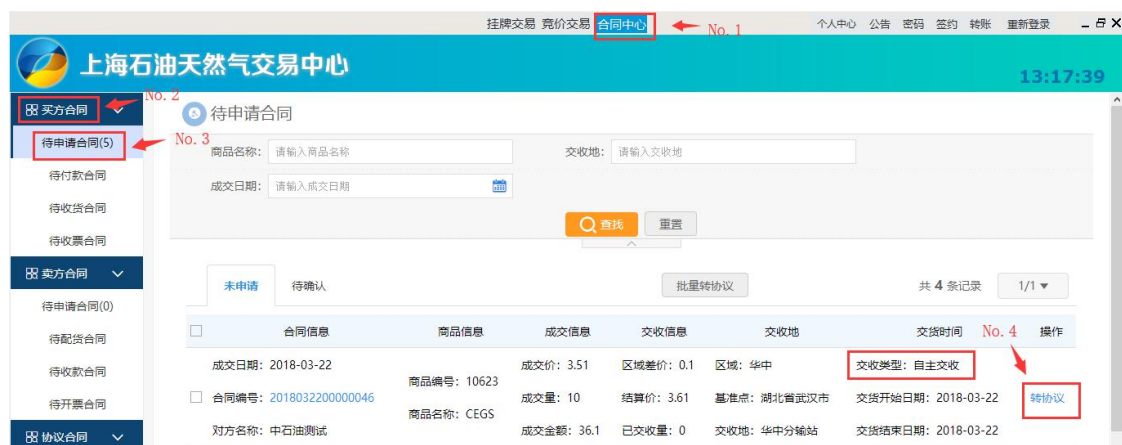 挂牌交易 竞价交易 合同中心 No. 1 个人中心 公告 密码 签约 转账 重新登录
上海石油天然气交易中心
13:17:39
买方合同 No. 2
待申请合同(5) No. 3
待付款合同
待收货合同
待收票合同
卖方合同
待申请合同(0)
待配货合同
待收款合同
待开票合同
协议合同
待申请合同
商品名称: 请输入商品名称 交收地: 请输入交收地
成交日期: 请输入成交日期
查找 重置
未申请 待确认 批量转协议 共 4 条记录 1/1
合同信息 商品信息 成交信息 交收信息 交收地 交货时间 No. 4 操作
成交日期: 2018-03-22 成交价: 3.51 区域差价: 0.1 区域: 华中 交收类型: 自主交收
商品编号: 10623
合同编号: 2018032200000046 成交量: 10 结算价: 3.61 基准点: 湖北省武汉市 交货开始日期: 2018-03-22 转协议
商品名称: CEGS
对方名称: 中石油测试 成交金额: 36.1 已交收量: 0 交收地: 华中分输站 交货结束日期: 2018-03-22